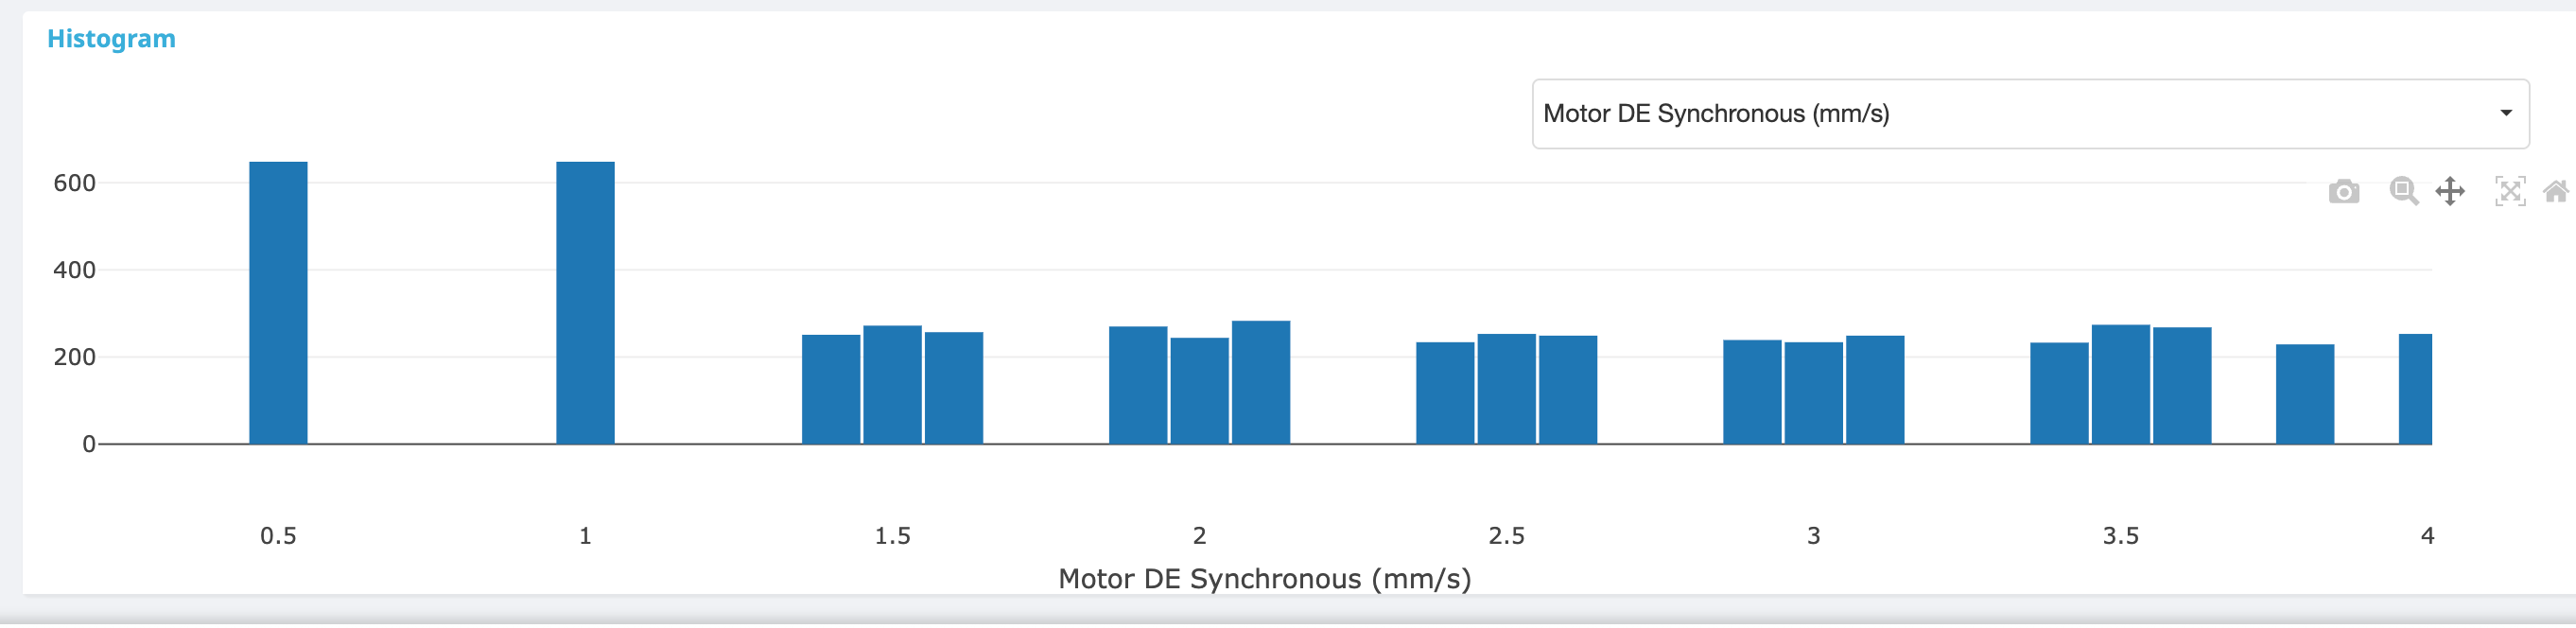 Histogram
Motor DE Synchronous (mm/s)
600
400
200
0
0.5 1 1.5 2 2.5 3 3.5 4
Motor DE Synchronous (mm/s)